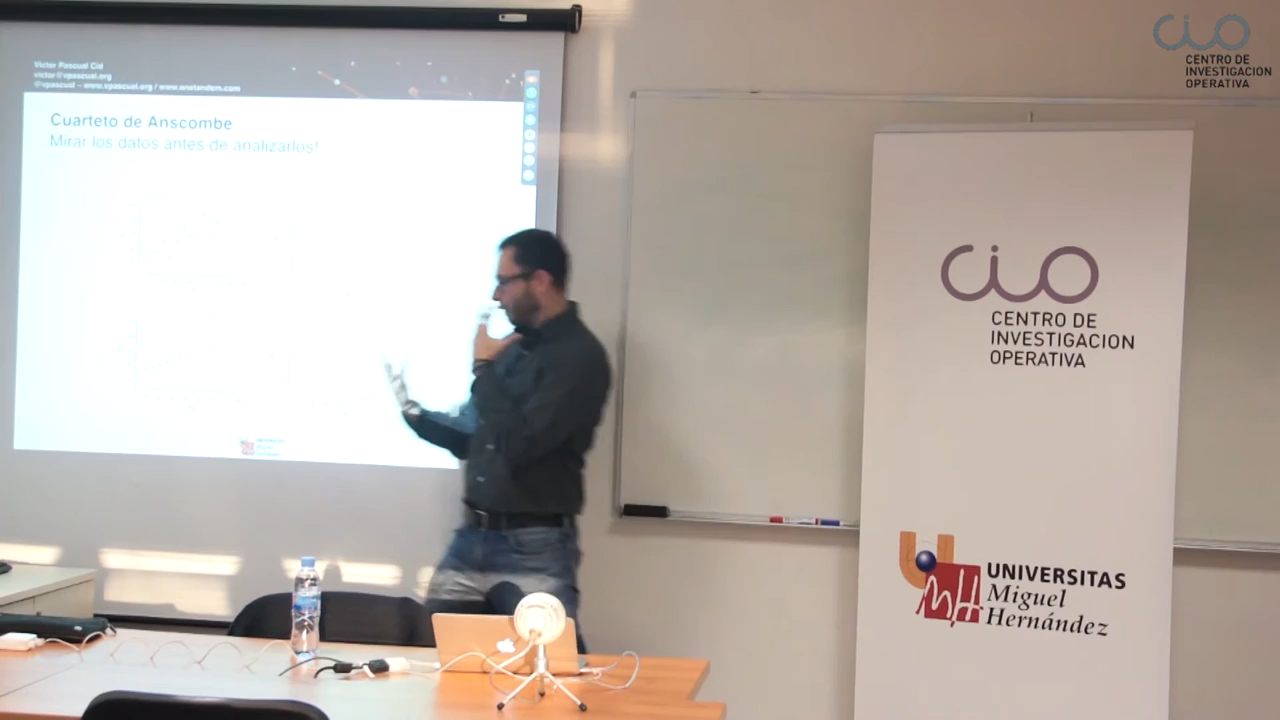 Victor Pascual Cid
victor@vpascual.org
@vpascual - www.vpascual.org / www.onetandem.com
Cuarteto de Anscombe
Mirar los datos antes de analizarlos!
CIO
CENTRO DE
INVESTIGACION
OPERATIVA
CIO
CENTRO DE
INVESTIGACION
OPERATIVA
UNIVERSITAS
Miguel
Hernández